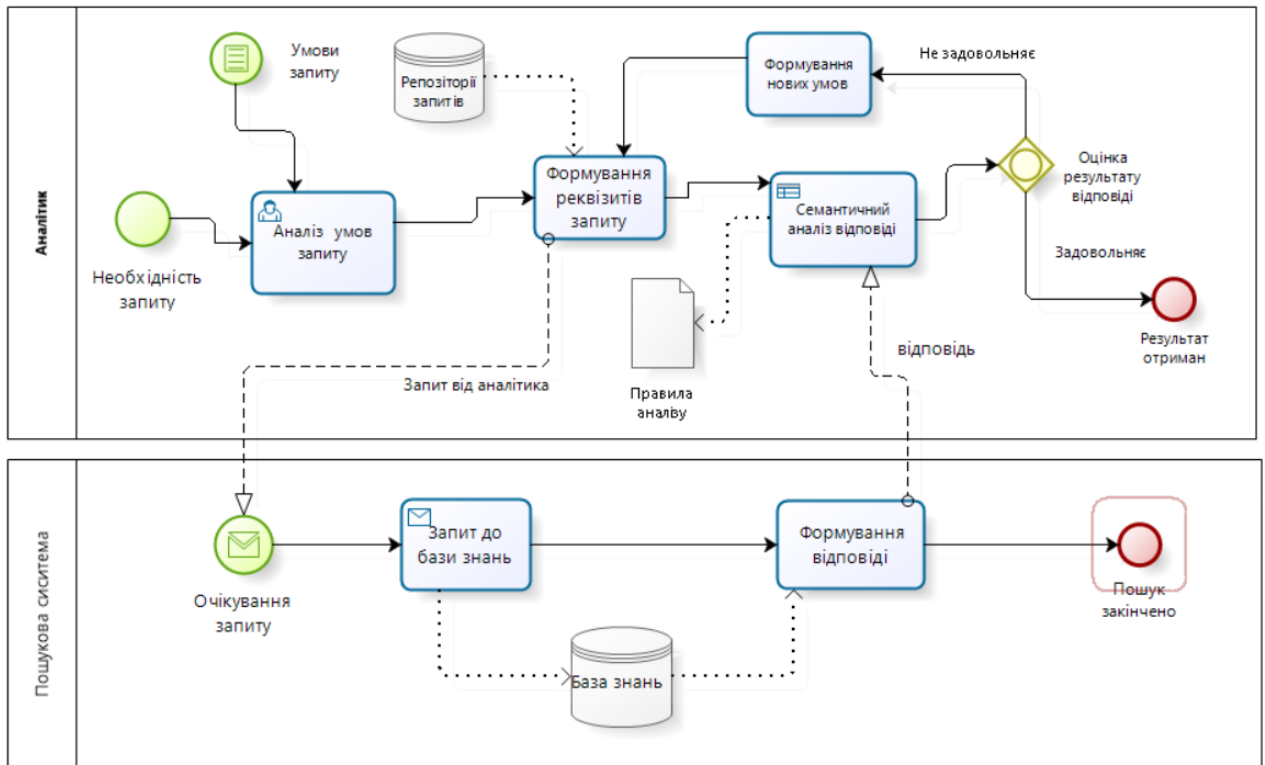 Аналітик
Умови
запиту
Репозіторії
запитів
Формування
нових умов
Не задовольняє
Необхідність
запиту
Аналіз умов
запиту
Формування
реквізитів
запиту
Семантичний
аналіз відповіді
Оцінка
результату
відповіді
Задовольняє
Результат
отриман
Правила
аналізу
Запит від аналітика
відповідь
Пошукова сиситема
Очікування
запиту
Запит до
бази знань
База знань
Формування
відповіді
Пошук
закінчено